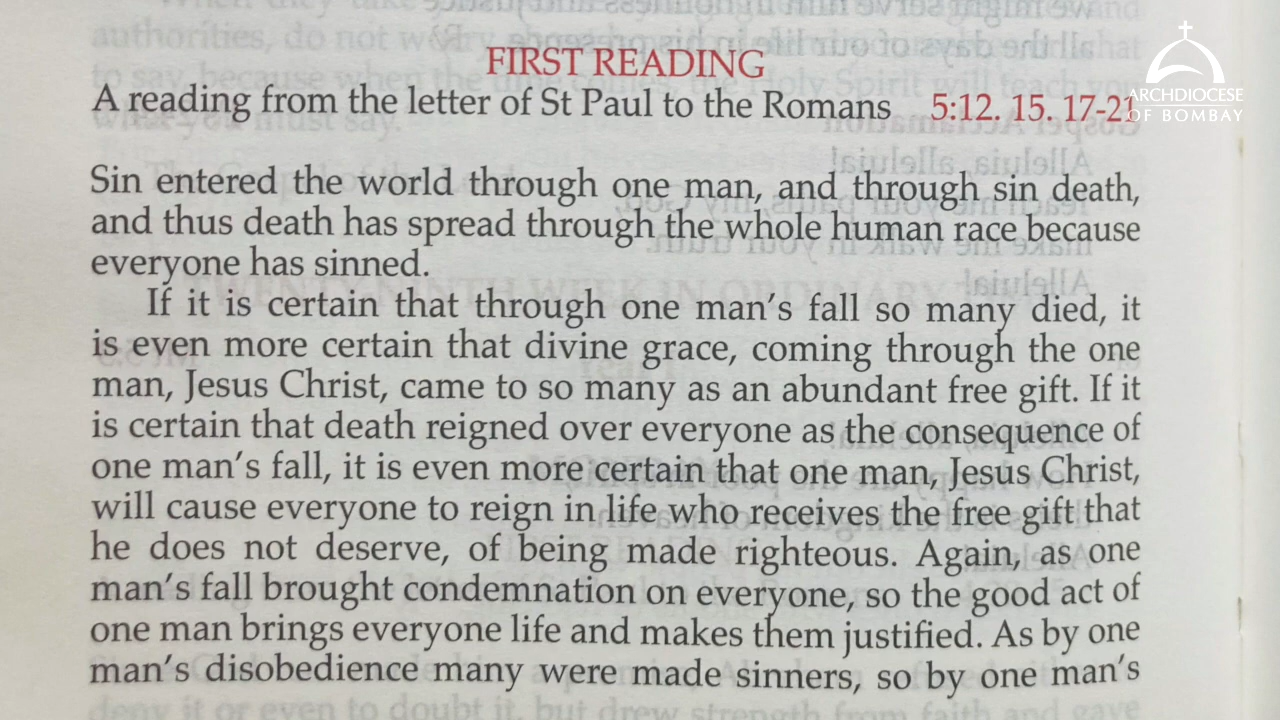 FIRST READING
A reading from the letter of St Paul to the Romans 5:12. 15. 17-21
ARCHDIOCESE
OF BOMBAY
Sin entered the world through one man, and through sin death,
and thus death has spread through the whole human race because
everyone has sinned.
If it is certain that through one man's fall so many died, it
is even more certain that divine grace, coming through the one
man, Jesus Christ, came to so many as an abundant free gift. If it
is certain that death reigned over everyone as the consequence of
one man's fall, it is even more certain that one man, Jesus Christ,
will cause everyone to reign in life who receives the free gift that
he does not deserve, of being made righteous. Again, as one
man's fall brought condemnation on everyone, so the good act of
one man brings everyone life and makes them justified. As by one
man's disobedience many were made sinners, so by one man's